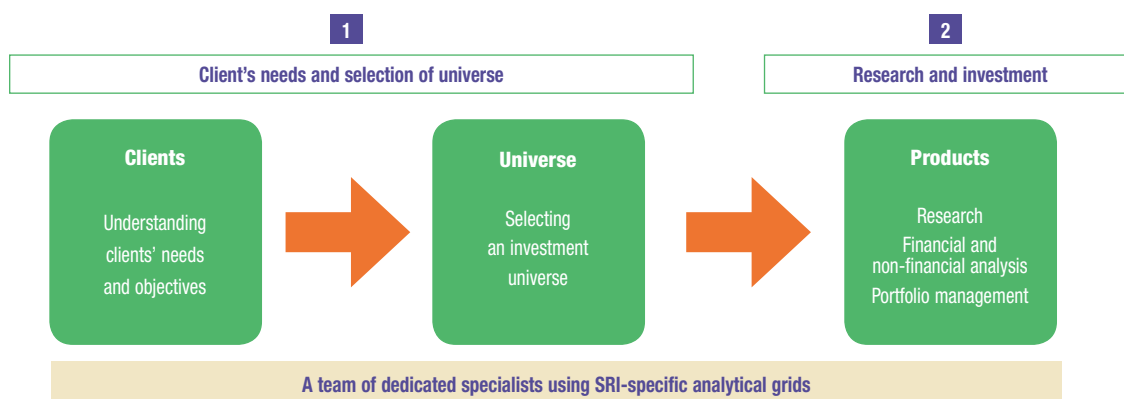 1
Client's needs and selection of universe
2
Research and investment
Clients
Understanding
clients' needs
and objectives
Universe
Selecting
an investment
universe
Products
Research
Financial and
non-financial analysis
Portfolio management
A team of dedicated specialists using SRI-specific analytical grids